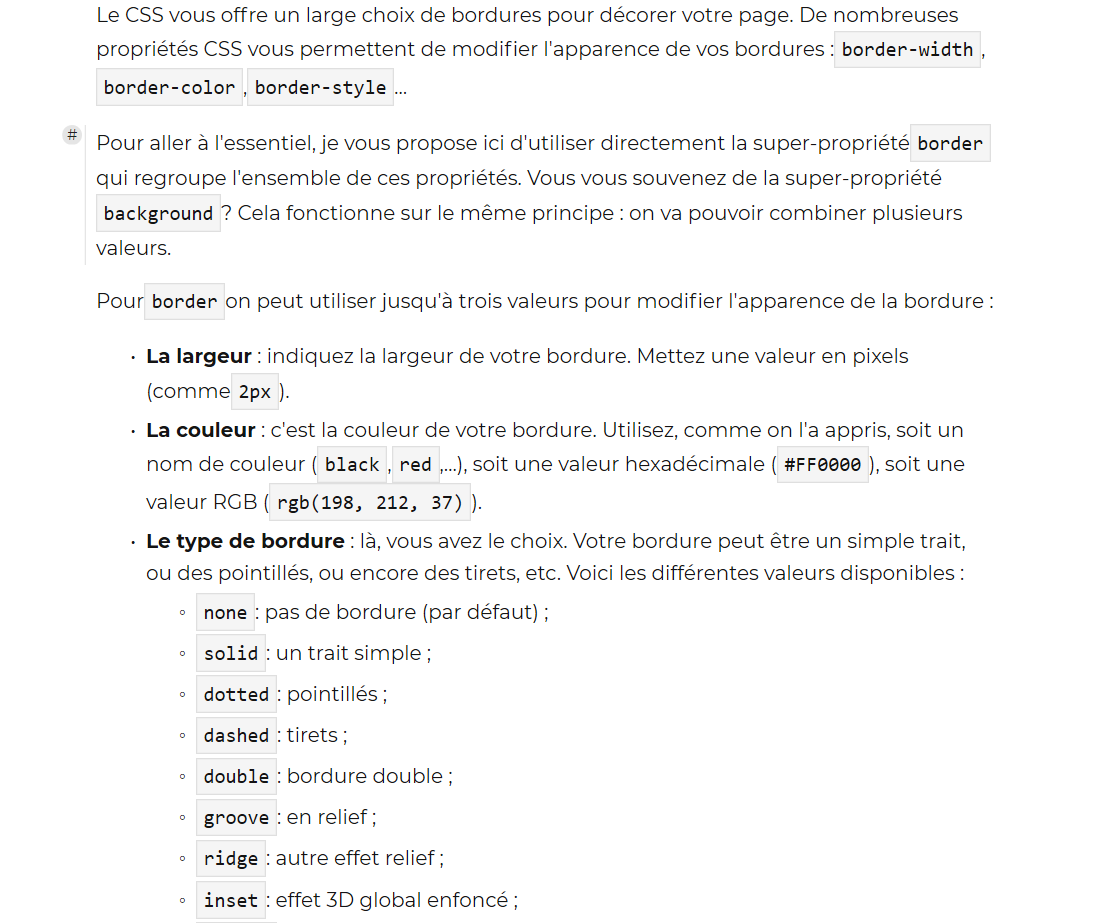 Le CSS vous offre un large choix de bordures pour décorer votre page. De nombreuses
propriétés CSS vous permettent de modifier l'apparence de vos bordures : border-width ,
border-color , border-style ...
#
Pour aller à l'essentiel, je vous propose ici d'utiliser directement la super-propriété border
qui regroupe l'ensemble de ces propriétés. Vous vous souvenez de la super-propriété
background ? Cela fonctionne sur le même principe : on va pouvoir combiner plusieurs
valeurs.
Pour border on peut utiliser jusqu'à trois valeurs pour modifier l'apparence de la bordure :
• La largeur : indiquez la largeur de votre bordure. Mettez une valeur en pixels
(comme 2px ).
• La couleur : c'est la couleur de votre bordure. Utilisez, comme on l'a appris, soit un
nom de couleur ( black , red ,...), soit une valeur hexadécimale ( #FF0000 ), soit une
valeur RGB ( rgb(198, 212, 37) ).
• Le type de bordure : là, vous avez le choix. Votre bordure peut être un simple trait,
ou des pointillés, ou encore des tirets, etc. Voici les différentes valeurs disponibles :
◦ none : pas de bordure (par défaut) ;
◦ solid : un trait simple ;
◦ dotted : pointillés ;
◦ dashed : tirets ;
◦ double : bordure double ;
◦ groove : en relief ;
◦ ridge : autre effet relief ;
◦ inset : effet 3D global enfoncé ;